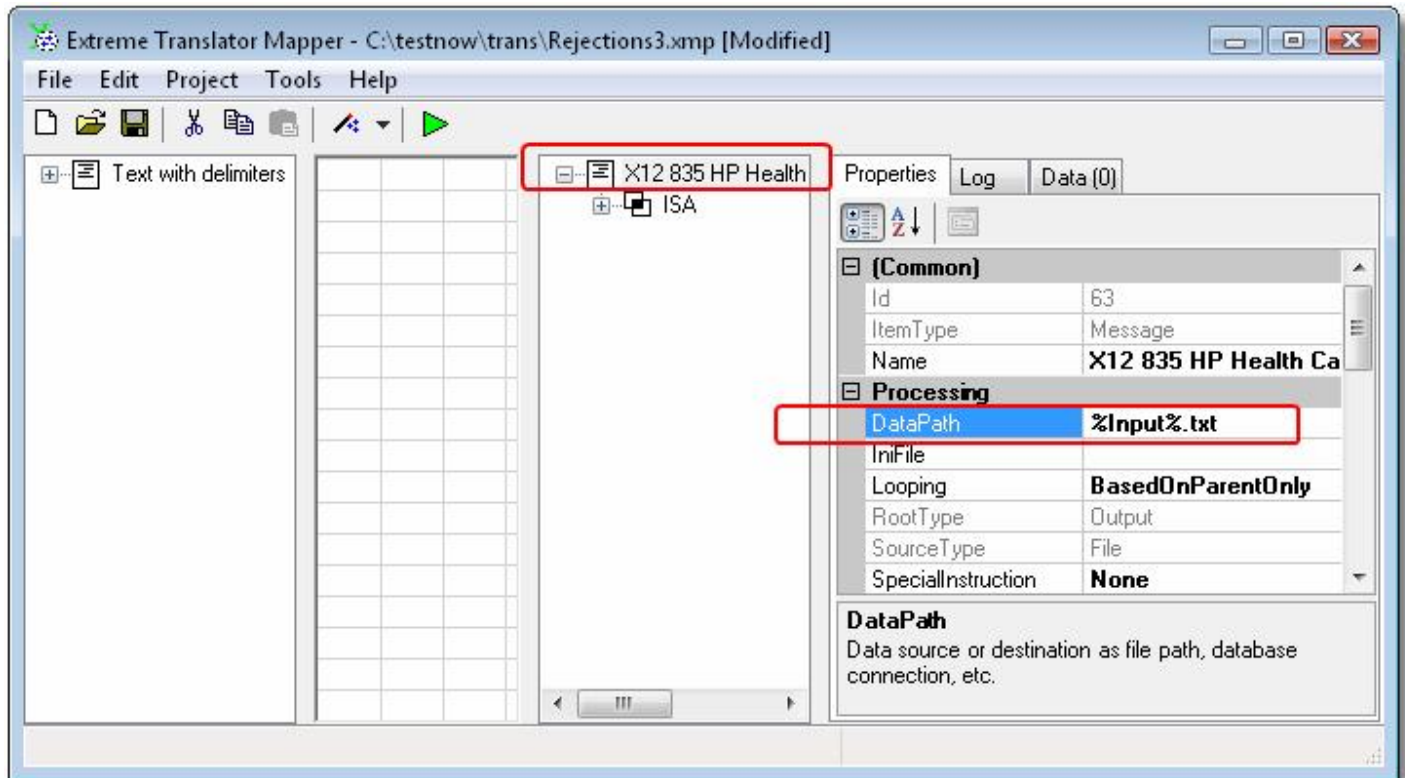 Extreme Translator Mapper - C:\testnow\trans\Rejections3.xmp [Modified]
File Edit Project Tools Help
Text with delimiters
X12 835 HP Health
ISA
Properties Log Data (0)
(Common)
Id 63
ItemType Message
Name X12 835 HP Health Ca
Processing
DataPath %Input%.txt
IniFile
Looping BasedOnParentOnly
RootType Output
SourceType File
SpecialInstruction None
DataPath
Data source or destination as file path, database
connection, etc.